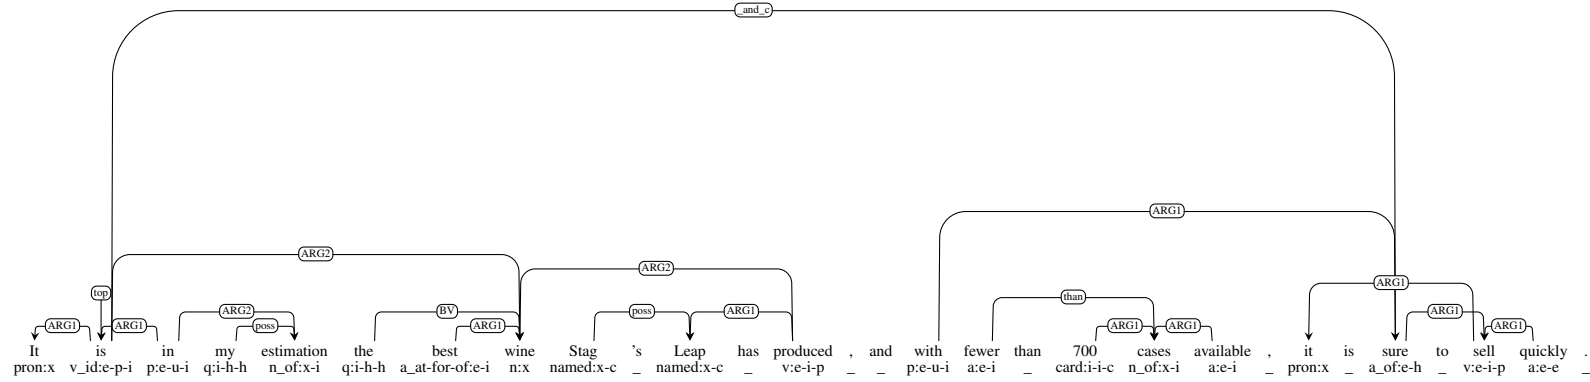 _and_c
ARG1
ARG2
ARG2
ARG1
top
ARG2 BV poss than ARG1
ARG1 ARG1 poss ARG1 ARG1 ARG1 ARG1 ARG1
It is in my estimation the best wine Stag 's Leap has produced , and with fewer than 700 cases available , it is sure to sell quickly .
pron:x v_id:e-p-i p:e-u-i q:i-h-h n_of:x-i q:i-h-h a_at-for-of:e-i n:x named:x-c _ named:x-c _ v:e-i-p _ _ p:e-u-i a:e-i _ card:i-i-c n_of:x-i a:e-i _ pron:x _ a_of:e-h _ v:e-i-p a:e-e _